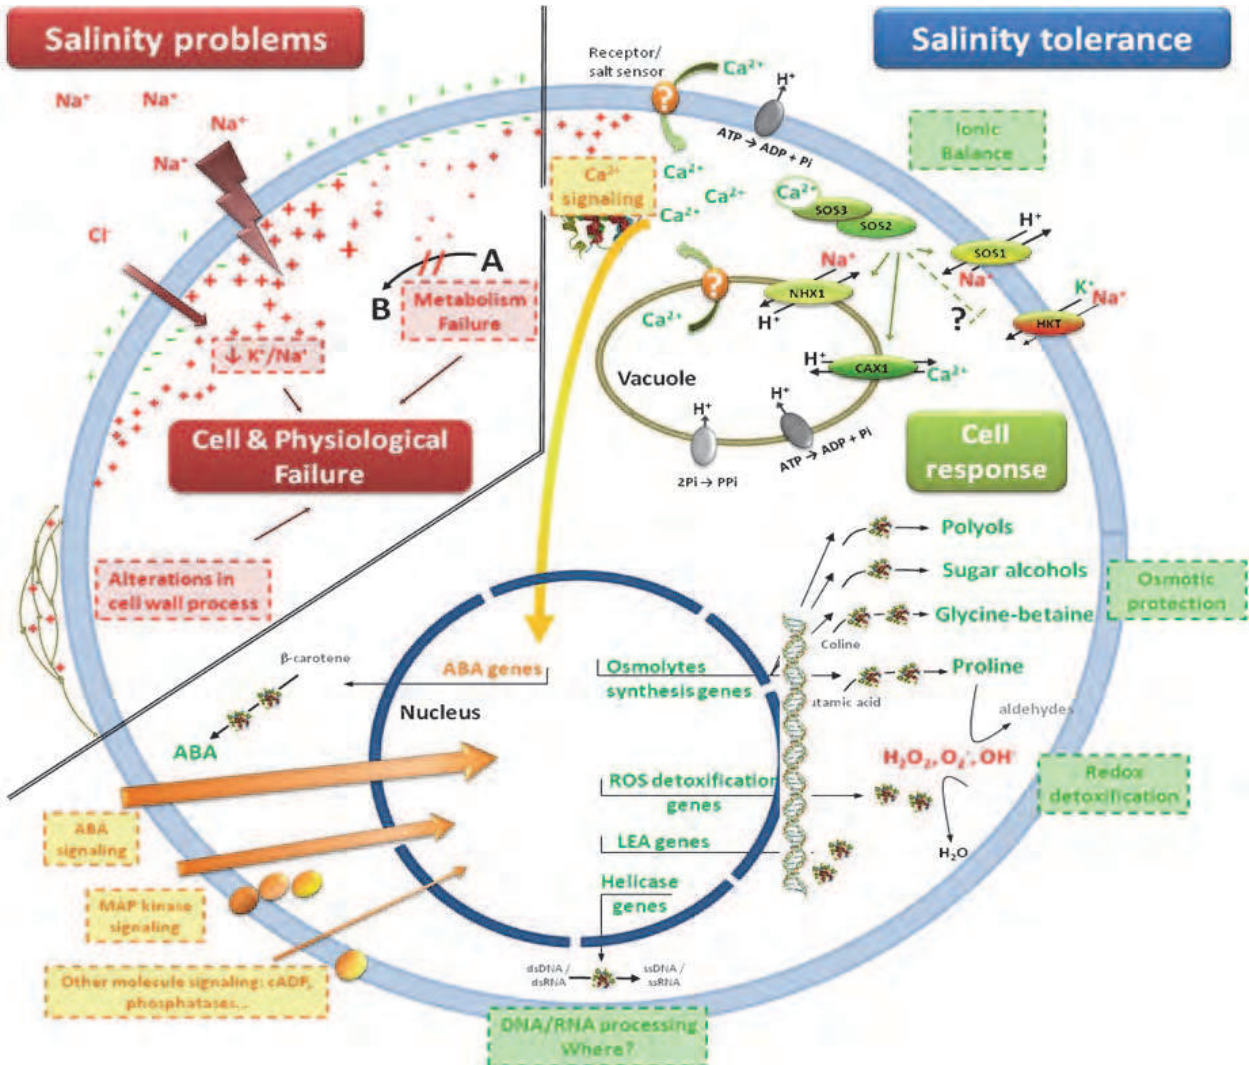 Salinity problems
Salinity tolerance
Receptor/
salt sensor
Ca²⁺
H⁺
ATP → ADP + Pi
Na⁺
Na⁺
Na⁺
Na⁺
Cl⁻
Ionic
Balance
Ca²⁺
signaling
Ca²⁺
Ca²⁺
Ca²⁺
Ca²⁺
SOS3
SOS2
H⁺
SOS1
Na⁺
K⁺
Na⁺
HKT
?
?
?
A
B
Metabolism
Failure
↓ K⁺/Na⁺
Na⁺
NHX1
H⁺
Ca²⁺
Vacuole
H⁺
CAX1
Ca²⁺
H⁺
2Pi → PPi
H⁺
ATP → ADP + Pi
Cell & Physiological
Failure
Cell
response
Alterations in
cell wall process
Polyols
Sugar alcohols
Glycine-betaine
Coline
Proline
tamic acid
aldehydes
Osmotic
protection
β-carotene
ABA
ABA genes
Nucleus
Osmolytes
synthesis genes
ROS detoxification
genes
LEA genes
Helicase
genes
H₂O₂, O₂⁻, OH⁻
H₂O
Redox
detoxification
ABA
signaling
MAP kinase
signaling
Other molecule signaling: cADP,
phosphatases...
dsDNA /
dsRNA
ssDNA /
ssRNA
DNA/RNA processing
Where?